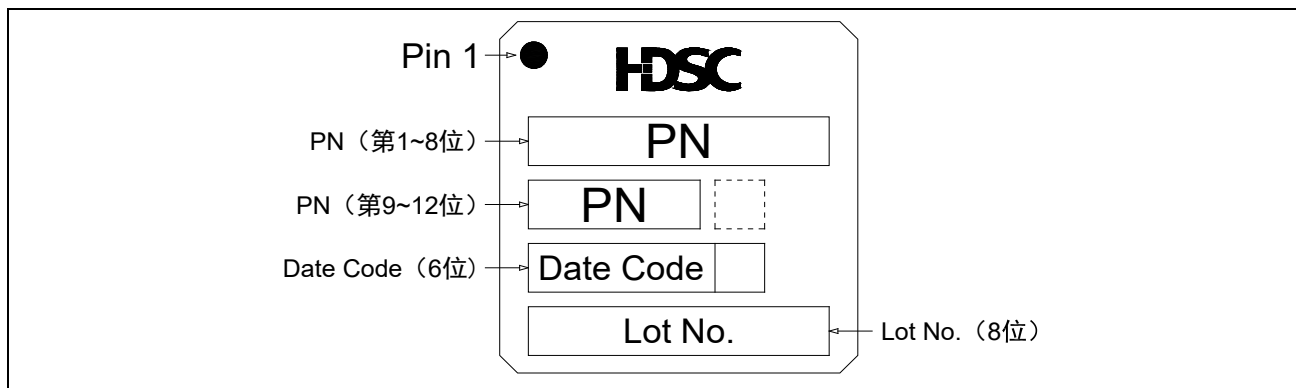 Pin 1
HDSC
PN（第1~8位）
PN
PN（第9~12位）
PN
Date Code（6位）
Date Code
Lot No.
Lot No.（8位）